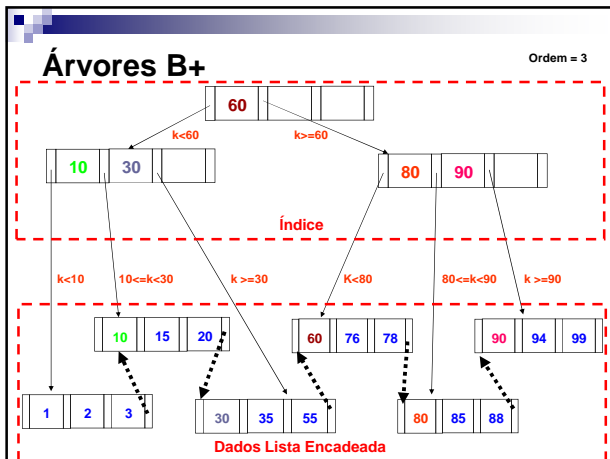 Árvores B+
Ordem = 3
60
k<60
k>=60
10 30
80 90
Índice
k<10
10<=k<30
k >=30
K<80
80<=k<90
k >=90
10 15 20
60 76 78
90 94 99
1 2 3
30 35 55
80 85 88
Dados Lista Encadeada